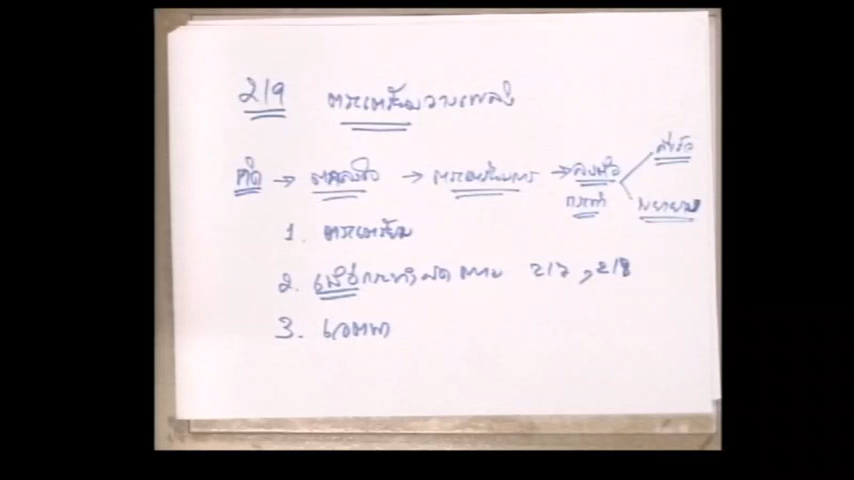 219 ตระเตรียมวางเพลิง
คิด → ตกลงใจ → ตระเตรียมการ → ลงมือ สำเร็จ
กระทำ พยายาม
1. ตระเตรียม
2. เพื่อกระทำผิดตาม 217, 218
3. เจตนา